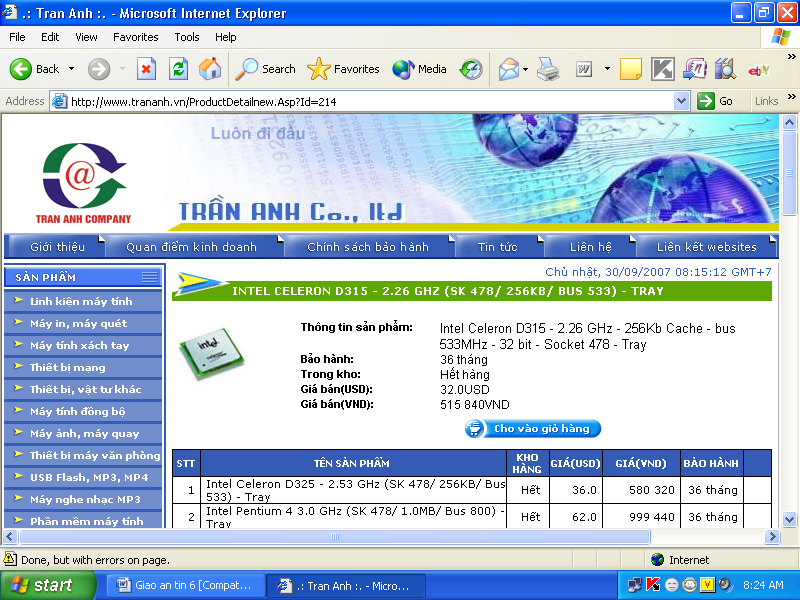 .: Tran Anh :. - Microsoft Internet Explorer
File Edit View Favorites Tools Help
Back Search Favorites Media
Address http://www.trananh.vn/ProductDetailnew.Asp?Id=214 Go Links
Luôn đi đầu
@
TRAN ANH COMPANY
TRẦN ANH Co., ltd
Giới thiệu Quan điểm kinh doanh Chính sách bảo hành Tin tức Liên hệ Liên kết websites
SẢN PHẨM
Linh kiện máy tính
Máy in, máy quét
Máy tính xách tay
Thiết bị mạng
Thiết bị, vật tư khác
Máy tính đồng bộ
Máy ảnh, máy quay
Thiết bị máy văn phòng
USB Flash, MP3, MP4
Máy nghe nhạc MP3
Phần mềm máy tính
Chủ nhật, 30/09/2007 08:15:12 GMT+7
INTEL CELERON D315 - 2.26 GHZ (SK 478/ 256KB/ BUS 533) - TRAY
intel
Thông tin sản phẩm: Intel Celeron D315 - 2.26 GHz - 256Kb Cache - bus
533MHz - 32 bit - Socket 478 - Tray
Bảo hành: 36 tháng
Trong kho: Hết hàng
Giá bán(USD): 32.0USD
Giá bán(VND): 515 840VND
Cho vào giỏ hàng
STT TÊN SẢN PHẨM KHO HÀNG GIÁ(USD) GIÁ(VND) BẢO HÀNH
1 Intel Celeron D325 - 2.53 GHz (SK 478/ 256KB/ Bus 533) - Tray Hết 36.0 580 320 36 tháng
2 Intel Pentium 4 3.0 GHz (SK 478/ 1.0MB/ Bus 800) - Tray Hết 62.0 999 440 36 tháng
Done, but with errors on page. Internet
start Giao an tin 6 [Compat... .: Tran Anh :. - Micro... 8:24 AM